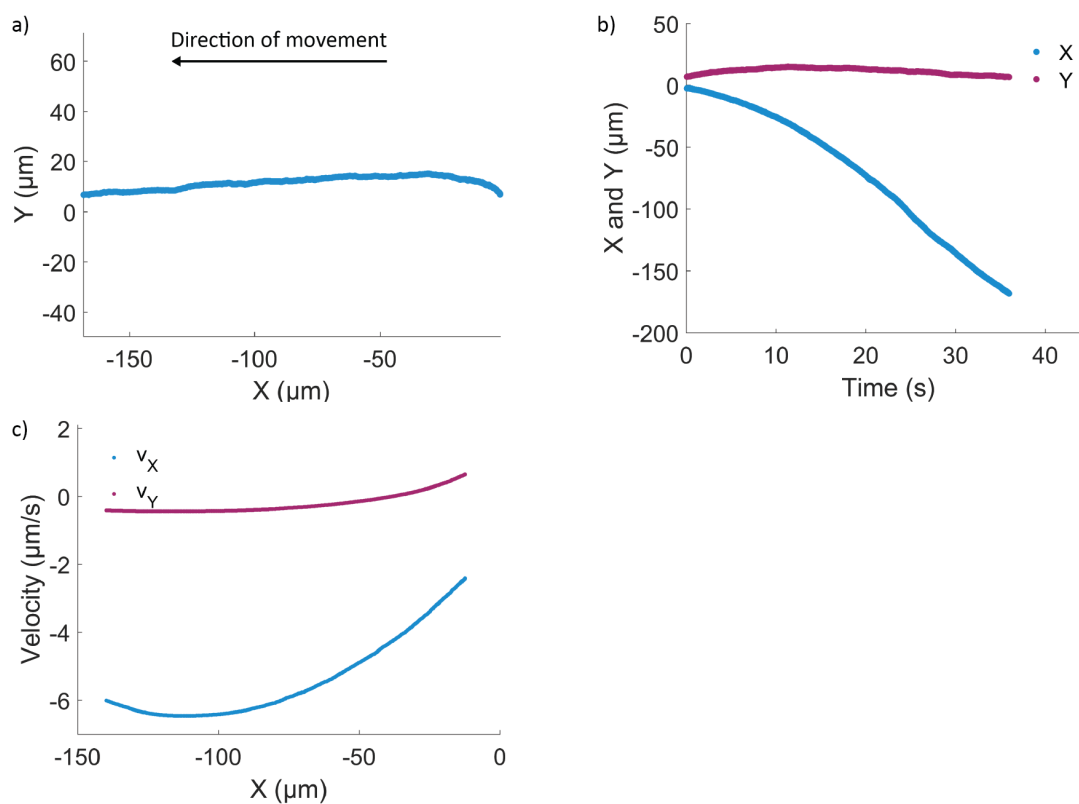 a)
Direction of movement
60
40
20
0
-20
-40
Y (µm)
-150
-100
-50
X (µm)
b)
50
0
-50
-100
-150
-200
X and Y (µm)
X
Y
0
10
20
30
40
Time (s)
c)
2
0
-2
-4
-6
Velocity (µm/s)
vX
vY
-150
-100
-50
0
X (µm)